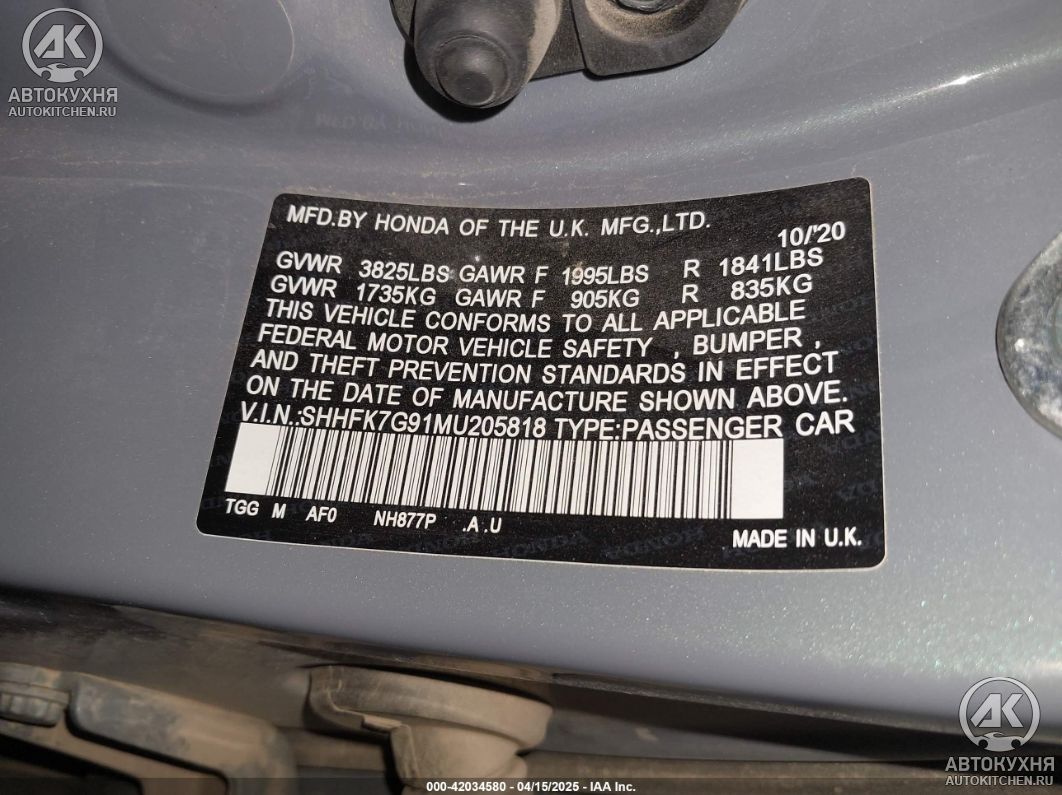 AK
АВТОКУХНЯ
AUTOKITCHEN.RU
MFD.BY HONDA OF THE U.K. MFG.,LTD.
10/'20
GVWR 3825LBS GAWR F 1995LBS R 1841LBS
GVWR 1735KG GAWR F 905KG R 835KG
THIS VEHICLE CONFORMS TO ALL APPLICABLE
FEDERAL MOTOR VEHICLE SAFETY , BUMPER ,
AND THEFT PREVENTION STANDARDS IN EFFECT
ON THE DATE OF MANUFACTURE SHOWN ABOVE.
V.I.N.:SHHFK7G91MU205818 TYPE:PASSENGER CAR
TGG M AF0 NH877P .A .U
MADE IN U.K.
AK
АВТОКУХНЯ
AUTOKITCHEN.RU
000-42034580 - 04/15/2025 - IAA Inc.